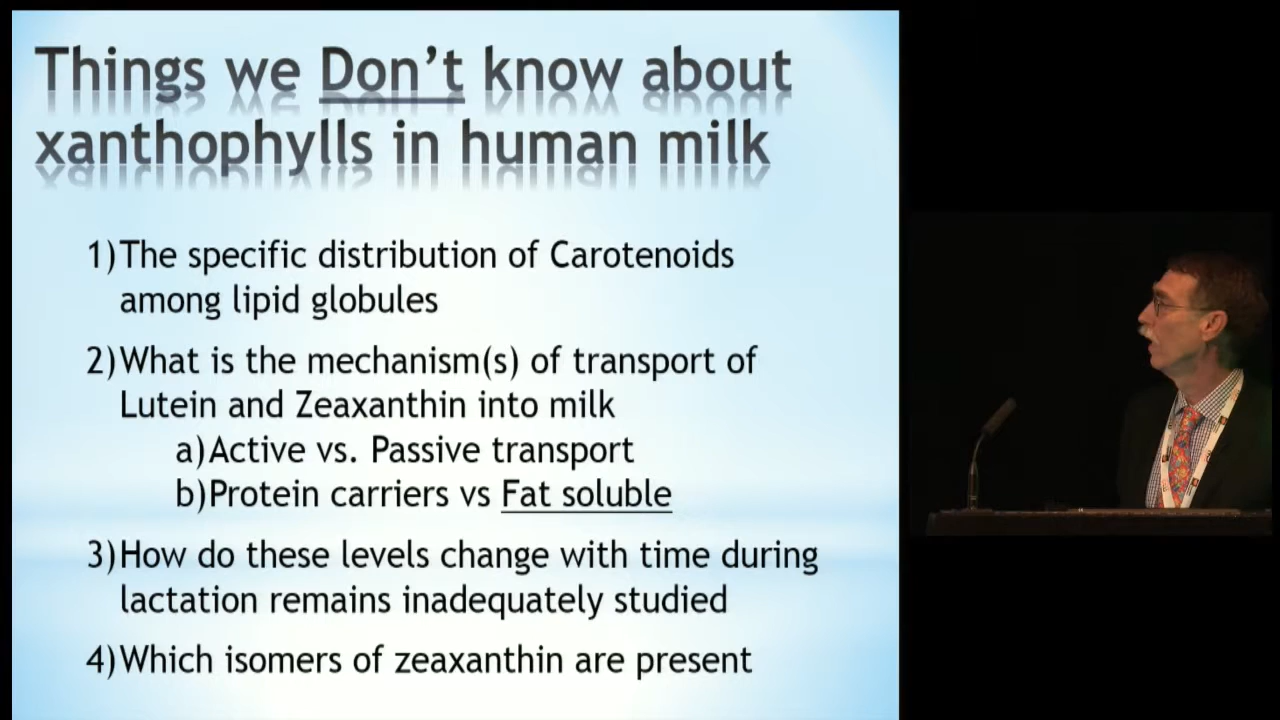 Things we Don't know about
xanthophylls in human milk
1) The specific distribution of Carotenoids
among lipid globules
2) What is the mechanism(s) of transport of
Lutein and Zeaxanthin into milk
a) Active vs. Passive transport
b) Protein carriers vs Fat soluble
3) How do these levels change with time during
lactation remains inadequately studied
4) Which isomers of zeaxanthin are present